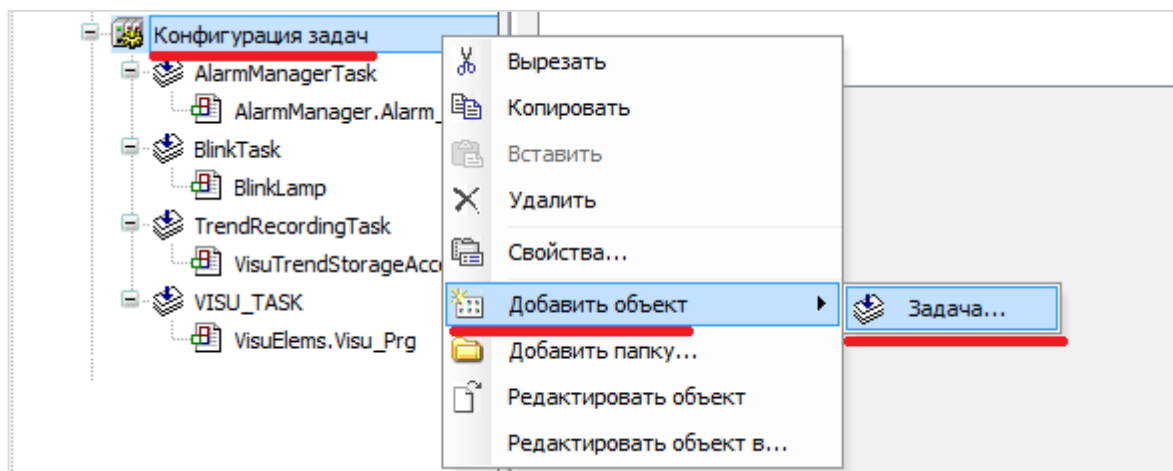 Конфигурация задач
AlarmManagerTask
AlarmManager.Alarm_
BlinkTask
BlinkLamp
TrendRecordingTask
VisuTrendStorageAcce
VISU_TASK
VisuElems.Visu_Prg
Вырезать
Копировать
Вставить
Удалить
Свойства...
Добавить объект
Добавить папку...
Редактировать объект
Редактировать объект в...
Задача...